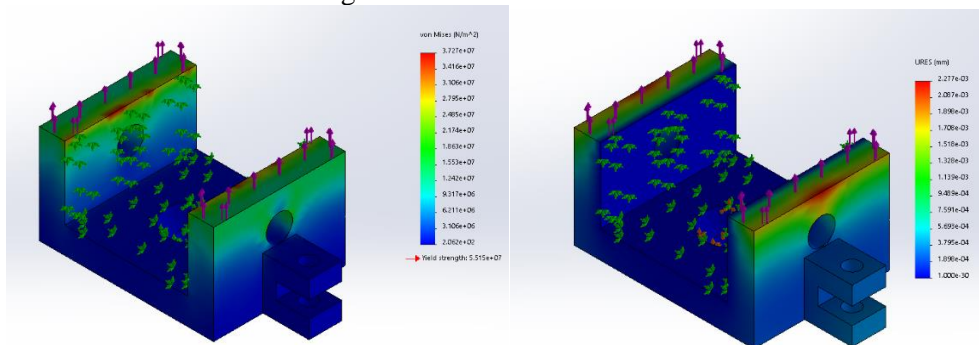 von Mises (N/m^2)
3.727e+07
3.416e+07
3.106e+07
2.795e+07
2.485e+07
2.174e+07
1.863e+07
1.553e+07
1.242e+07
9.317e+06
6.211e+06
3.106e+06
2.062e+02
Yield strength: 5.515e+07
URES (mm)
2.277e-03
2.087e-03
1.898e-03
1.708e-03
1.518e-03
1.328e-03
1.139e-03
9.489e-04
7.591e-04
5.693e-04
3.795e-04
1.898e-04
1.000e-30